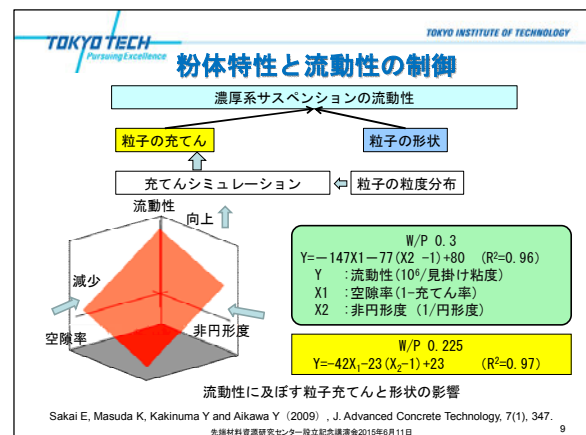 TOKYO TECH
Pursuing Excellence
TOKYO INSTITUTE OF TECHNOLOGY
粉体特性と流動性の制御
濃厚系サスペンションの流動性
粒子の充てん
粒子の形状
充てんシミュレーション
粒子の粒度分布
流動性
向上
減少
空隙率
非円形度
W/P 0.3
Y=−147X1−77(X2 −1)+80 (R²=0.96)
Y :流動性(10⁶/見掛け粘度)
X1 :空隙率(1-充てん率)
X2 :非円形度 (1/円形度)
W/P 0.225
Y=-42X₁-23(X₂-1)+23 (R²=0.97)
流動性に及ぼす粒子充てんと形状の影響
Sakai E, Masuda K, Kakinuma Y and Aikawa Y (2009) , J. Advanced Concrete Technology, 7(1), 347.
先端材料資源研究センター設立記念講演会2015年6月11日
9